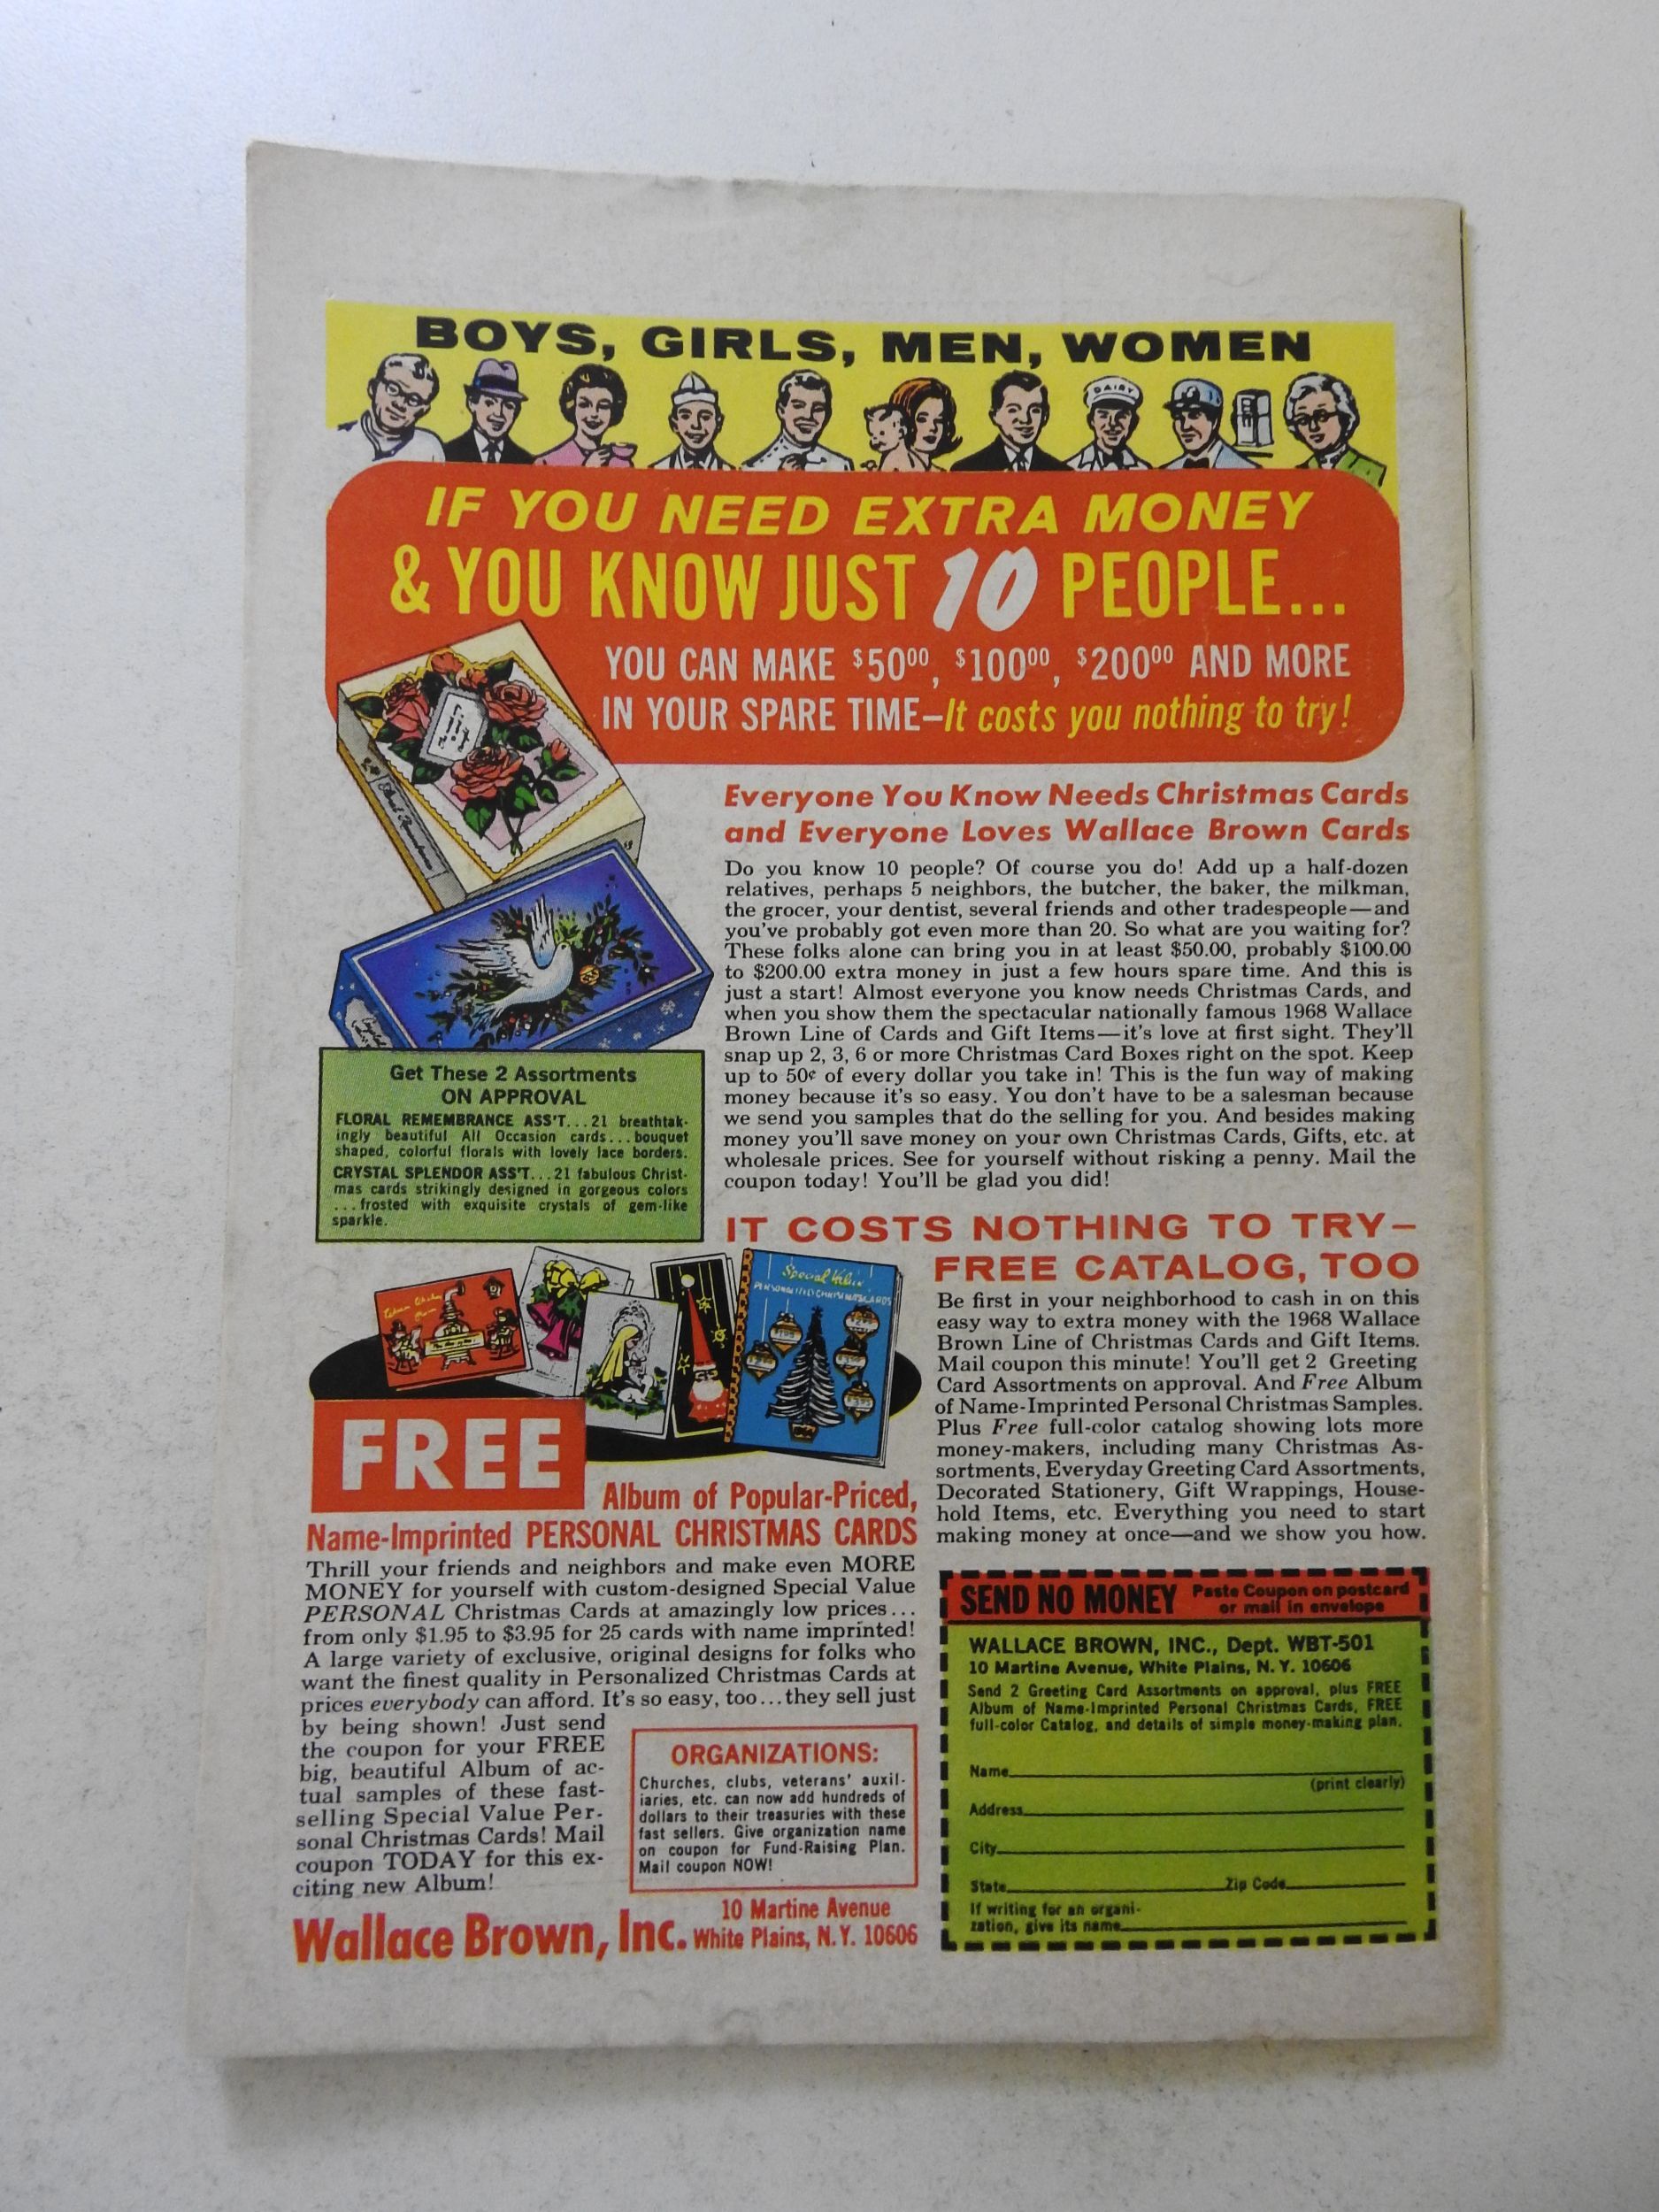 BOYS, GIRLS, MEN, WOMEN
DAIRY
IF YOU NEED EXTRA MONEY
& YOU KNOW JUST 10 PEOPLE...
YOU CAN MAKE $50⁰⁰, $100⁰⁰, $200⁰⁰ AND MORE
IN YOUR SPARE TIME—It costs you nothing to try!
Everyone You Know Needs Christmas Cards
and Everyone Loves Wallace Brown Cards
Do you know 10 people? Of course you do! Add up a half-dozen
relatives, perhaps 5 neighbors, the butcher, the baker, the milkman,
the grocer, your dentist, several friends and other tradespeople—and
you've probably got even more than 20. So what are you waiting for?
These folks alone can bring you in at least $50.00, probably $100.00
to $200.00 extra money in just a few hours spare time. And this is
just a start! Almost everyone you know needs Christmas Cards, and
when you show them the spectacular nationally famous 1968 Wallace
Brown Line of Cards and Gift Items—it's love at first sight. They'll
snap up 2, 3, 6 or more Christmas Card Boxes right on the spot. Keep
up to 50¢ of every dollar you take in! This is the fun way of making
money because it's so easy. You don't have to be a salesman because
we send you samples that do the selling for you. And besides making
money you'll save money on your own Christmas Cards, Gifts, etc. at
wholesale prices. See for yourself without risking a penny. Mail the
coupon today! You'll be glad you did!
Floral Remembrance
Get These 2 Assortments
ON APPROVAL
FLORAL REMEMBRANCE ASS'T...21 breathtak-
ingly beautiful All Occasion cards...bouquet
shaped, colorful florals with lovely lace borders.
CRYSTAL SPLENDOR ASS'T...21 fabulous Christ-
mas cards strikingly designed in gorgeous colors
...frosted with exquisite crystals of gem-like
sparkle.
IT COSTS NOTHING TO TRY—
FREE CATALOG, TOO
Be first in your neighborhood to cash in on this
easy way to extra money with the 1968 Wallace
Brown Line of Christmas Cards and Gift Items.
Mail coupon this minute! You'll get 2 Greeting
Card Assortments on approval. And Free Album
of Name-Imprinted Personal Christmas Samples.
Plus Free full-color catalog showing lots more
money-makers, including many Christmas As-
sortments, Everyday Greeting Card Assortments,
Decorated Stationery, Gift Wrappings, House-
hold Items, etc. Everything you need to start
making money at once—and we show you how.
Special Value
PERSONALIZED CHRISTMAS CARDS
FREE
Album of Popular-Priced,
Name-Imprinted PERSONAL CHRISTMAS CARDS
Thrill your friends and neighbors and make even MORE
MONEY for yourself with custom-designed Special Value
PERSONAL Christmas Cards at amazingly low prices...
from only $1.95 to $3.95 for 25 cards with name imprinted!
A large variety of exclusive, original designs for folks who
want the finest quality in Personalized Christmas Cards at
prices everybody can afford. It's so easy, too...they sell just
by being shown! Just send
the coupon for your FREE
big, beautiful Album of ac-
tual samples of these fast-
selling Special Value Per-
sonal Christmas Cards! Mail
coupon TODAY for this ex-
citing new Album!
ORGANIZATIONS:
Churches, clubs, veterans' auxil-
iaries, etc. can now add hundreds of
dollars to their treasuries with these
fast sellers. Give organization name
on coupon for Fund-Raising Plan.
Mail coupon NOW!
Wallace Brown, Inc.
10 Martine Avenue
White Plains, N.Y. 10606
SEND NO MONEY Paste Coupon on postcard
or mail in envelope
WALLACE BROWN, INC., Dept. WBT-501
10 Martine Avenue, White Plains, N.Y. 10606
Send 2 Greeting Card Assortments on approval, plus FREE
Album of Name-Imprinted Personal Christmas Cards, FREE
full-color Catalog, and details of simple money-making plan.
Name
(print clearly)
Address
City
State Zip Code
If writing for an organi-
zation, give its name